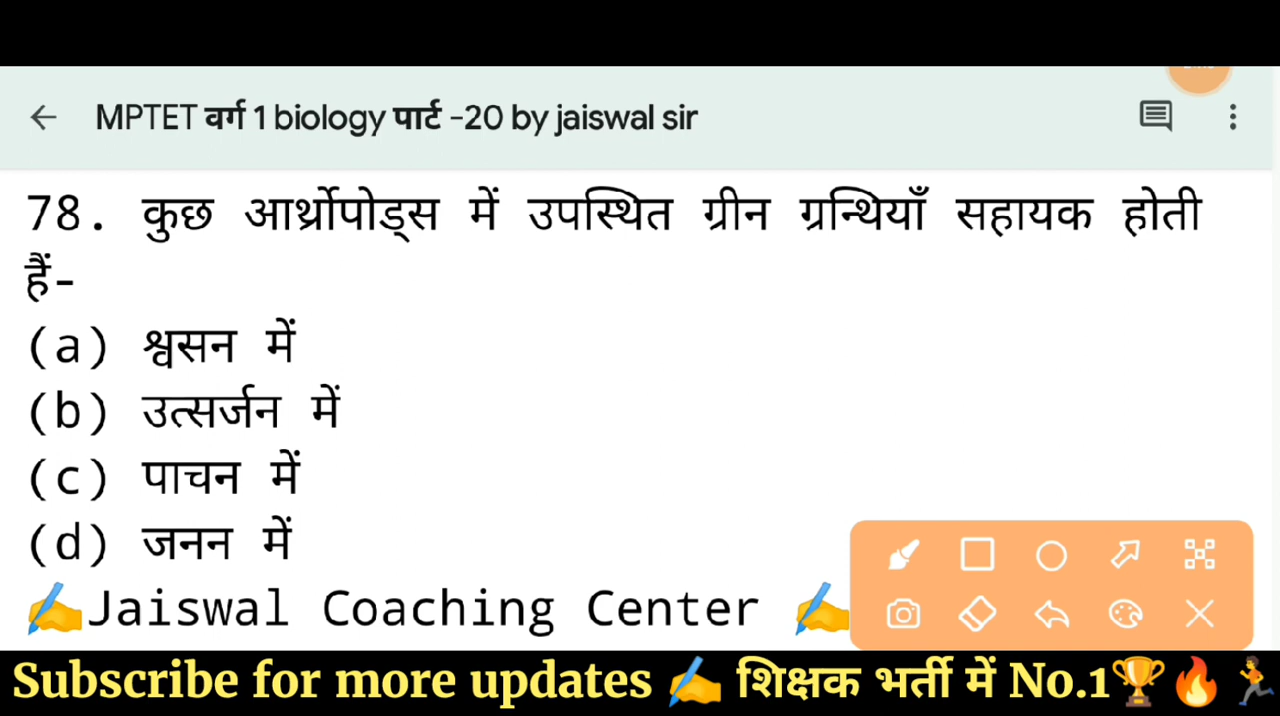 MPTET वर्ग 1 biology पार्ट -20 by jaiswal sir
78. कुछ आर्थ्रोपोड्स में उपस्थित ग्रीन ग्रन्थियाँ सहायक होती
हैं-
(a) श्वसन में
(b) उत्सर्जन में
(c) पाचन में
(d) जनन में
✍️Jaiswal Coaching Center ✍️
Subscribe for more updates ✍️ शिक्षक भर्ती में No.1🏆🔥🏃